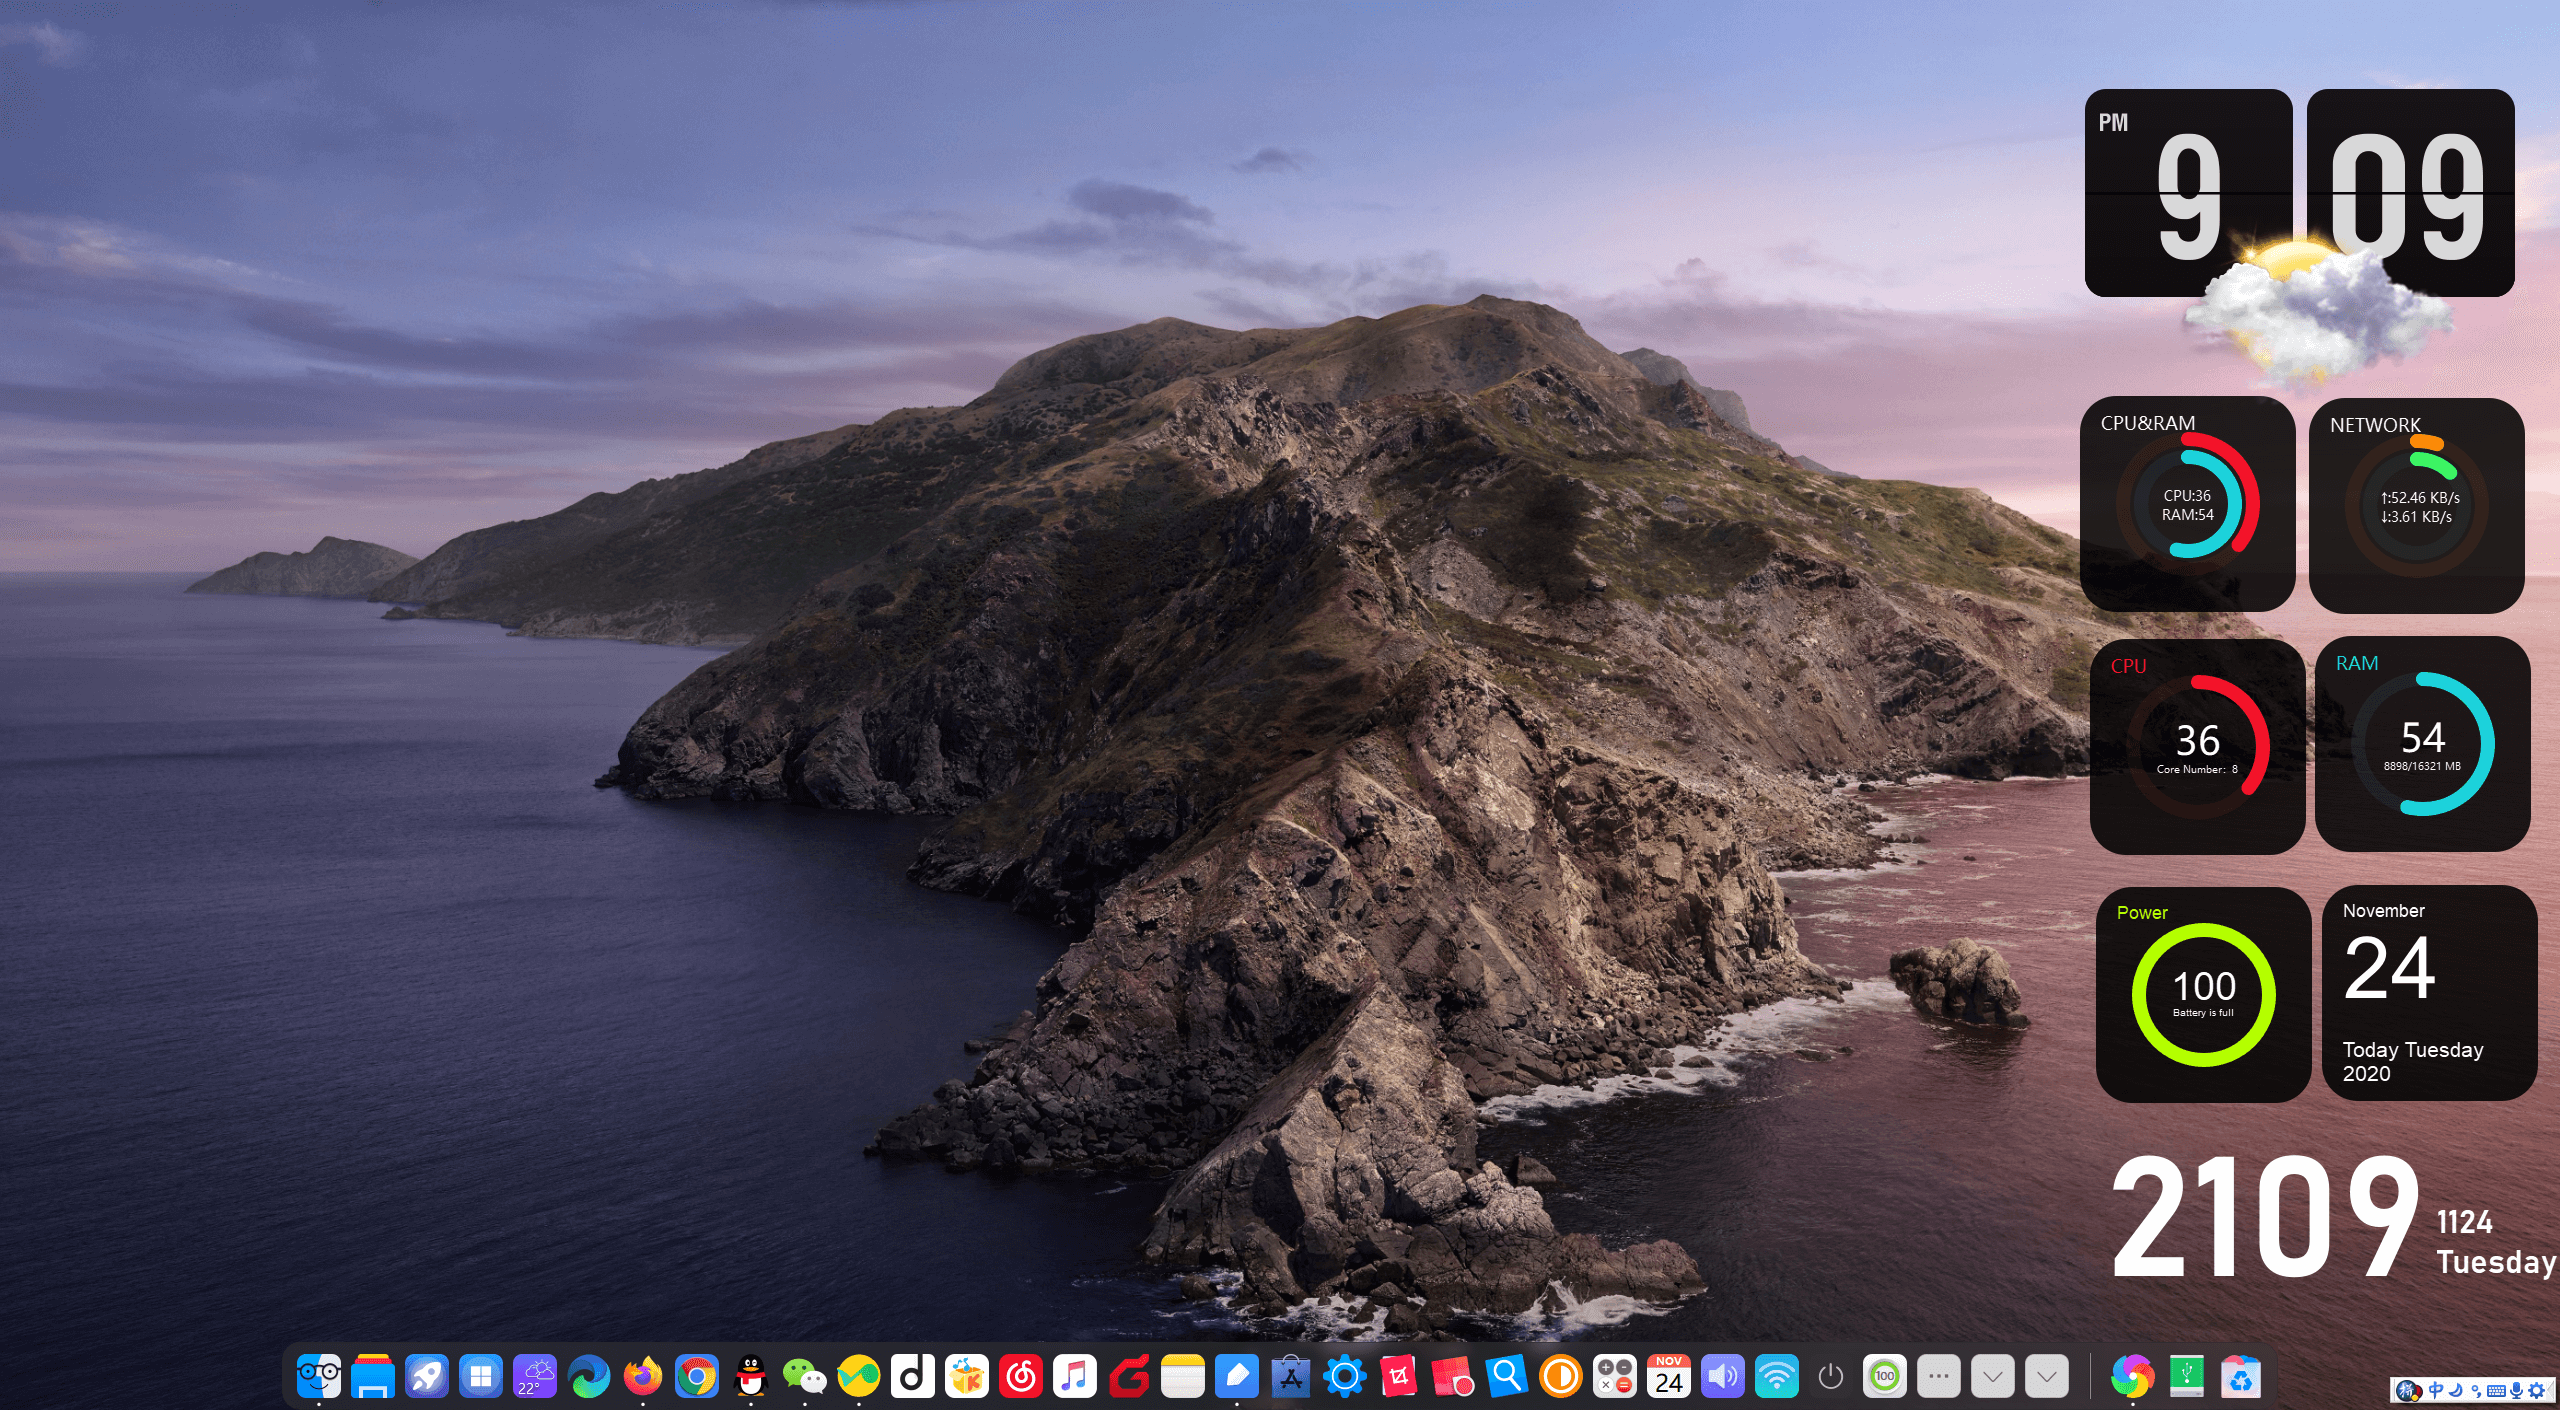 PM
9 09
CPU&RAM
CPU:36
RAM:54
NETWORK
↑:52.46 KB/s
↓:3.61 KB/s
CPU
36
Core Number: 8
RAM
54
8898/16321 MB
Power
100
Battery is full
November
24
Today Tuesday
2020
2109
1124
Tuesday
22°
NOV
24
100
中